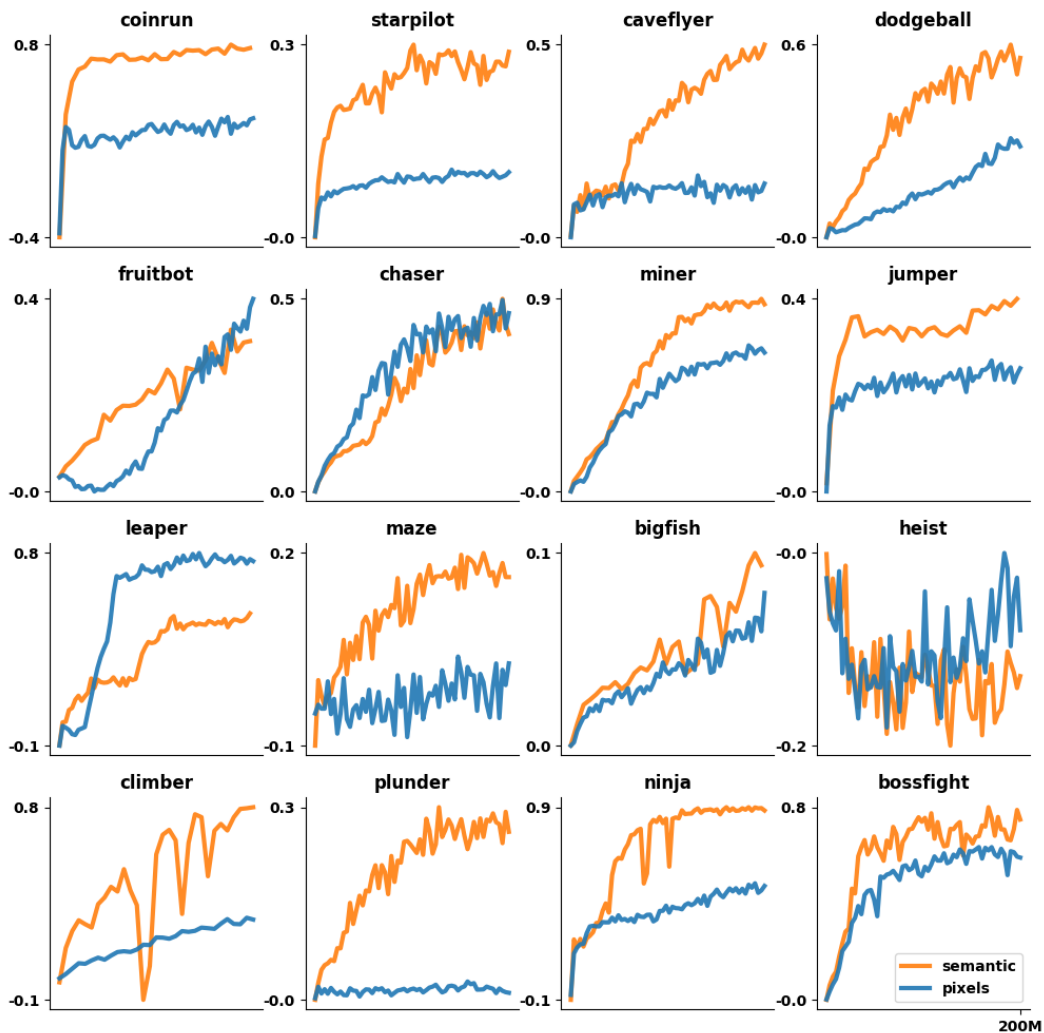 coinrun
starpilot
caveflyer
dodgeball
0.8
-0.4
0.3
-0.0
0.5
-0.0
0.6
-0.0
fruitbot
chaser
miner
jumper
0.4
-0.0
0.5
0.0
0.9
-0.0
0.4
-0.0
leaper
maze
bigfish
heist
0.8
-0.1
0.2
-0.1
0.1
0.0
-0.0
-0.2
climber
plunder
ninja
bossfight
0.8
-0.1
0.3
-0.0
0.9
-0.1
0.8
-0.0
semantic
pixels
200M